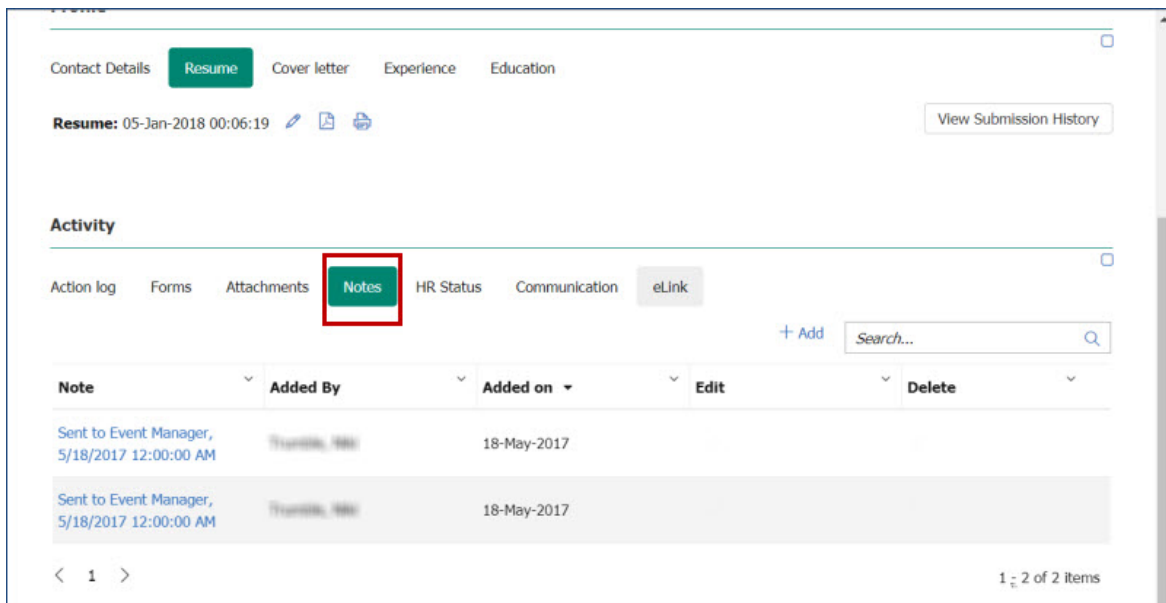 Contact Details Resume Cover letter Experience Education
Resume: 05-Jan-2018 00:06:19 View Submission History
Activity
Action log Forms Attachments Notes HR Status Communication eLink
+ Add Search...
Note Added By Added on Edit Delete
Sent to Event Manager,
5/18/2017 12:00:00 AM 18-May-2017
Sent to Event Manager,
5/18/2017 12:00:00 AM 18-May-2017
< 1 > 1 - 2 of 2 items